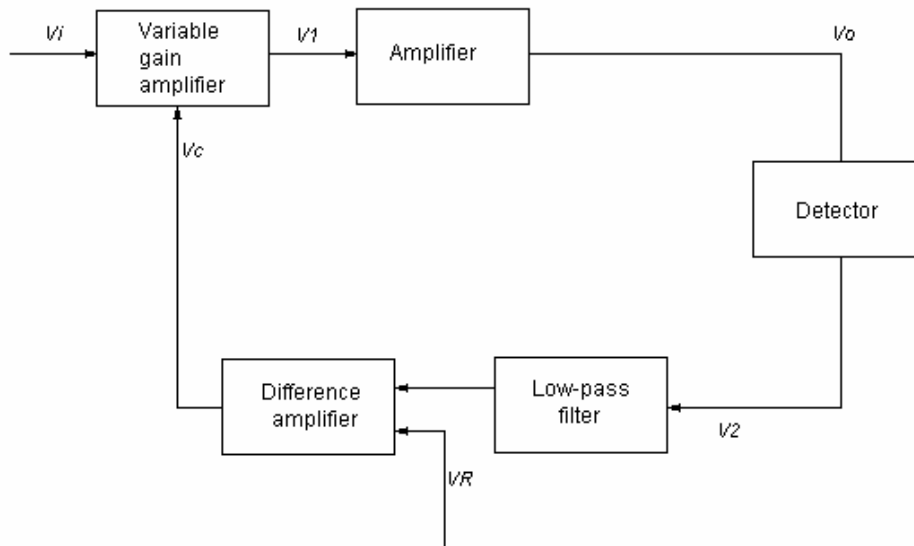 Vi
Variable
gain
amplifier
V1
Amplifier
Vo
Vc
Detector
Difference
amplifier
Low-pass
filter
V2
VR